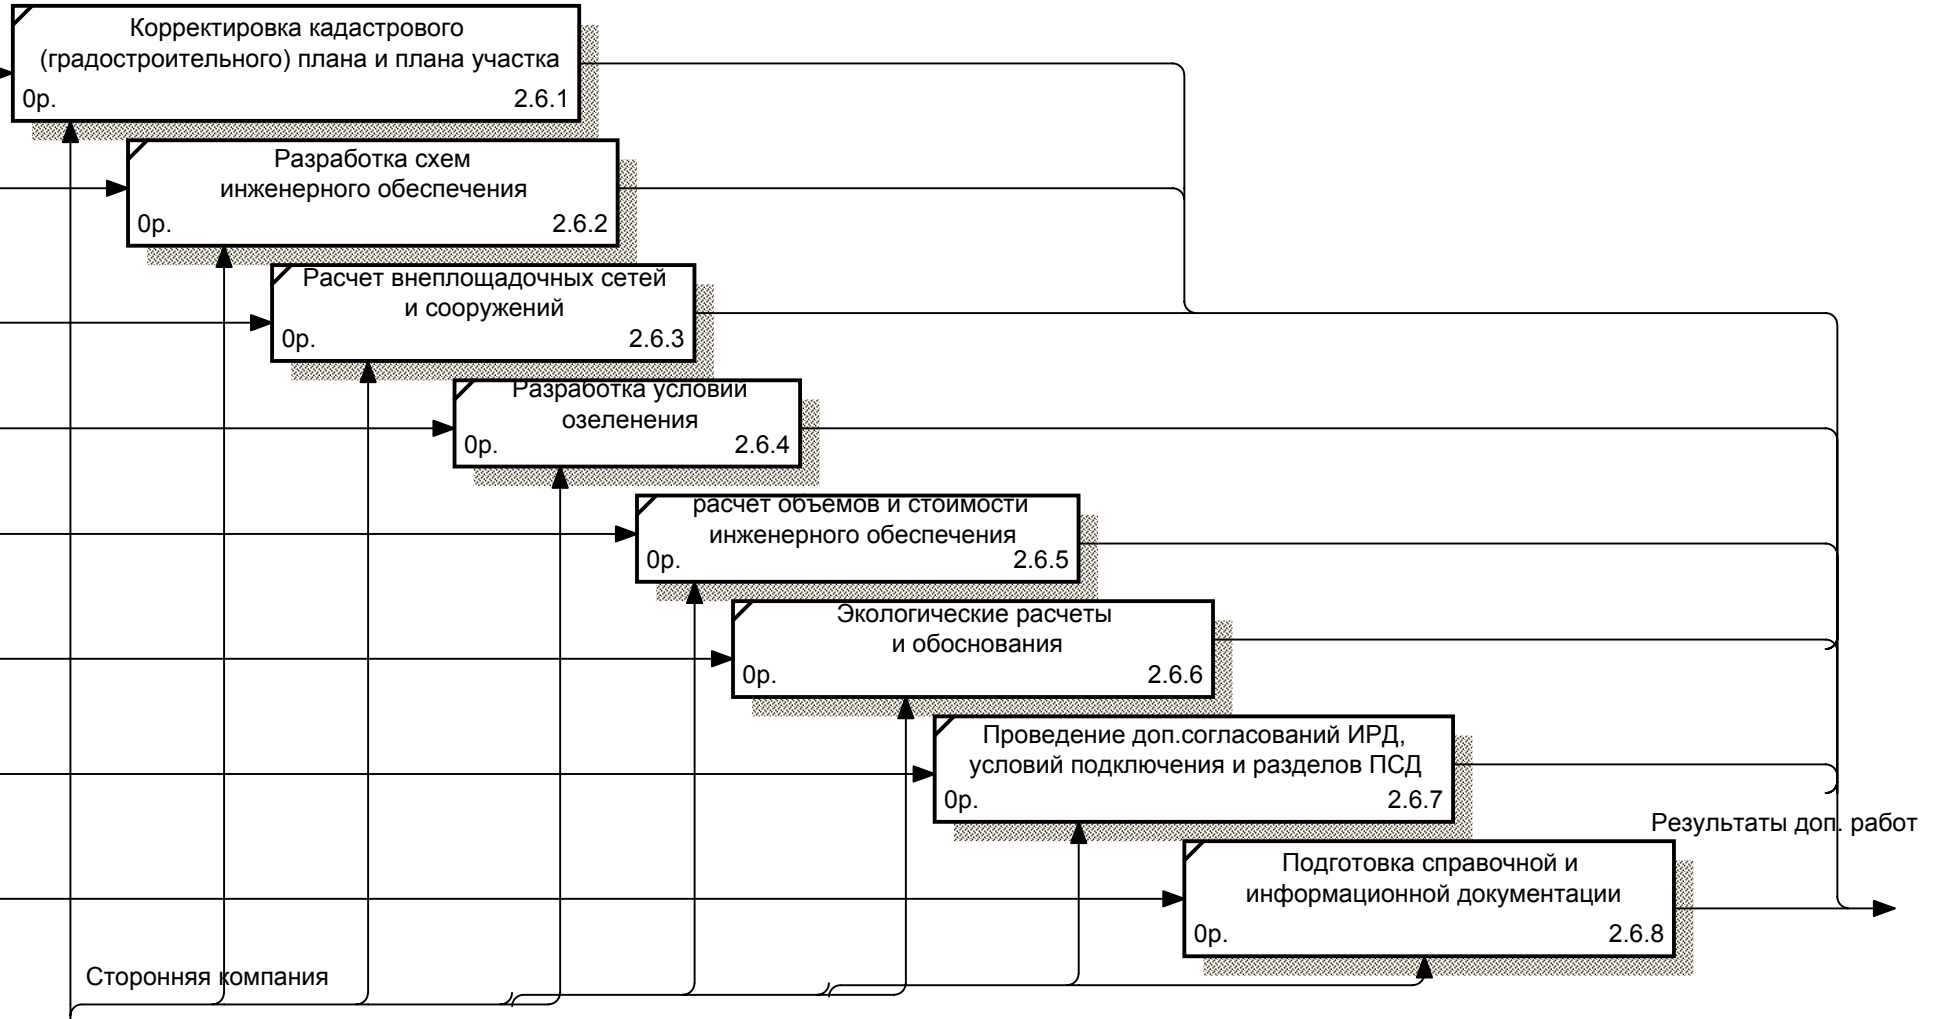 Корректировка кадастрового
(градостроительного) плана и плана участка
0р. 2.6.1
Разработка схем
инженерного обеспечения
0р. 2.6.2
Расчет внеплощадочных сетей
и сооружений
0р. 2.6.3
Разработка условий
озеленения
0р. 2.6.4
расчет объемов и стоимости
инженерного обеспечения
0р. 2.6.5
Экологические расчеты
и обоснования
0р. 2.6.6
Проведение доп.согласований ИРД,
условий подключения и разделов ПСД
0р. 2.6.7
Результаты доп. работ
Подготовка справочной и
информационной документации
0р. 2.6.8
Сторонняя компания